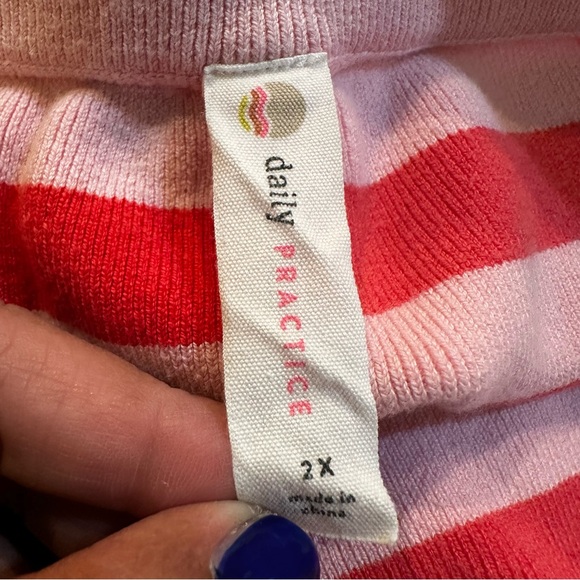 daily PRACTICE
2X
made in
china